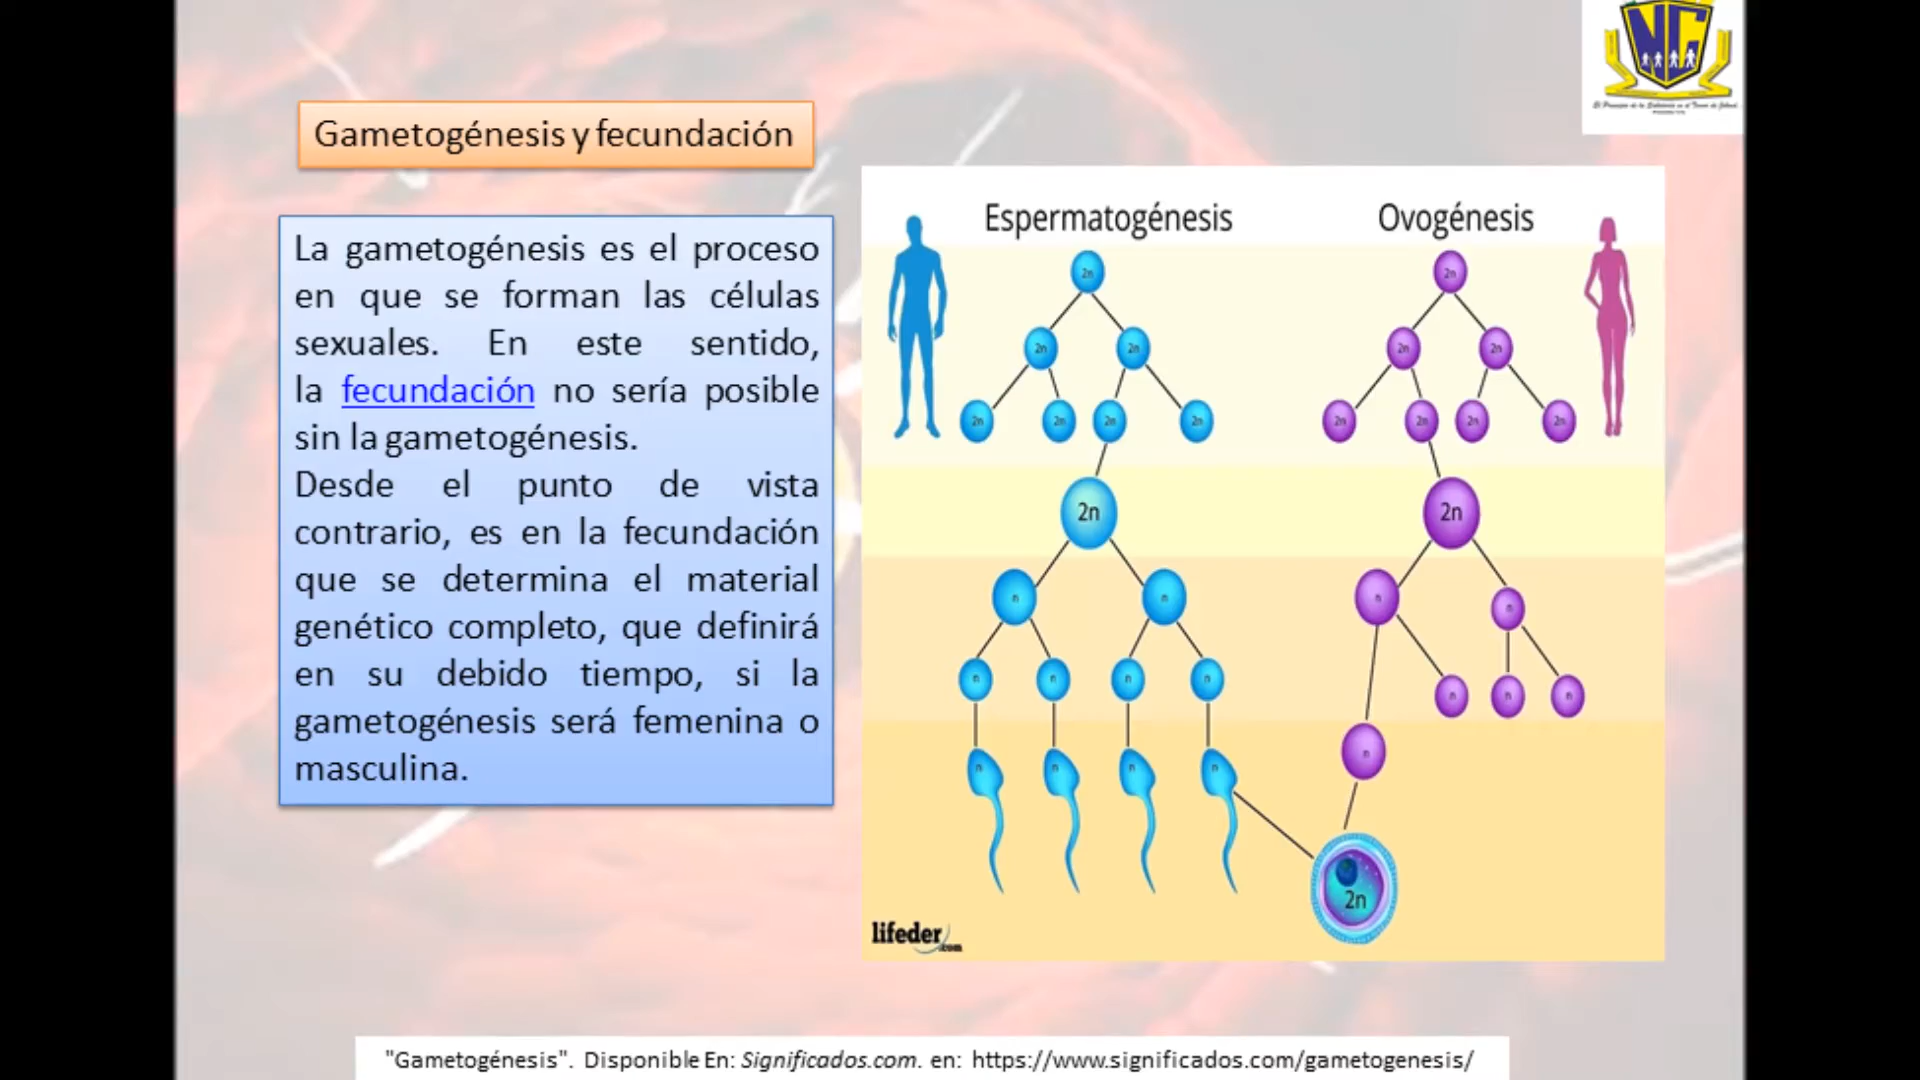 Gametogénesis y fecundación
La gametogénesis es el proceso
en que se forman las células
sexuales. En este sentido,
la fecundación no sería posible
sin la gametogénesis.
Desde el punto de vista
contrario, es en la fecundación
que se determina el material
genético completo, que definirá
en su debido tiempo, si la
gametogénesis será femenina o
masculina.
NC
Espermatogénesis
Ovogénesis
2n 2n
2n 2n 2n 2n
2n 2n 2n 2n 2n 2n 2n 2n
2n 2n
n n n n
n n n n n n n
n n n n n
2n
lifeder.com
"Gametogénesis". Disponible En: Significados.com. en: https://www.significados.com/gametogenesis/